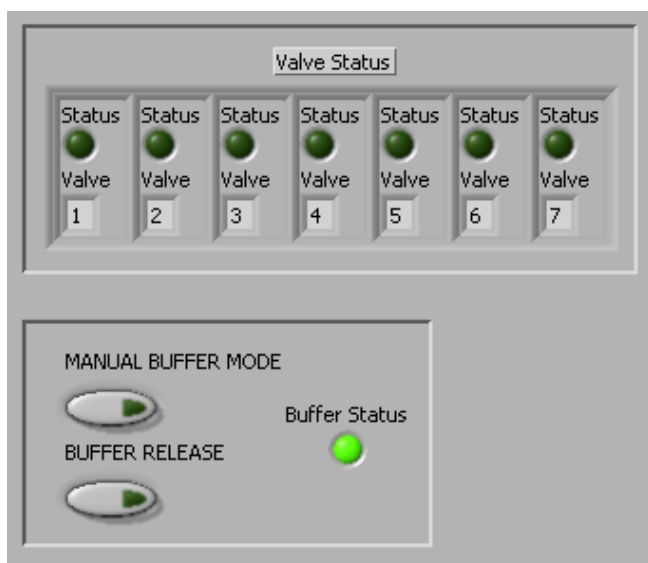 Valve Status
Status Status Status Status Status Status Status
Valve Valve Valve Valve Valve Valve Valve
1 2 3 4 5 6 7
MANUAL BUFFER MODE
Buffer Status
BUFFER RELEASE